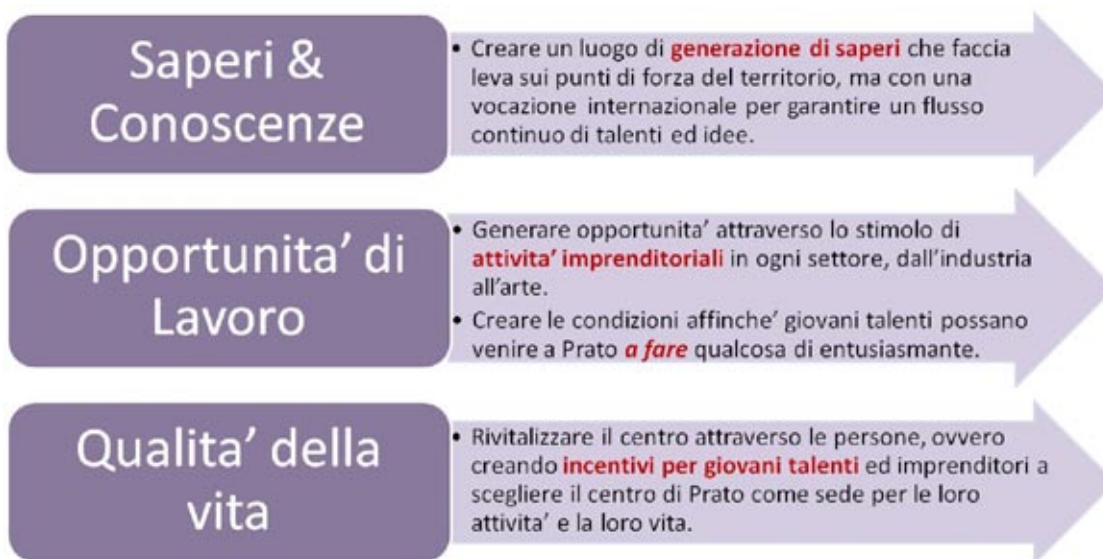 Saperi &
Conoscenze
• Creare un luogo di generazione di saperi che faccia
leva sui punti di forza del territorio, ma con una
vocazione internazionale per garantire un flusso
continuo di talenti ed idee.
Opportunita’ di
Lavoro
• Generare opportunita’ attraverso lo stimolo di
attivita’ imprenditoriali in ogni settore, dall’industria
all’arte.
• Creare le condizioni affinche’ giovani talenti possano
venire a Prato a fare qualcosa di entusiasmante.
Qualita’ della
vita
• Rivitalizzare il centro attraverso le persone, ovvero
creando incentivi per giovani talenti ed imprenditori a
scegliere il centro di Prato come sede per le loro
attivita’ e la loro vita.